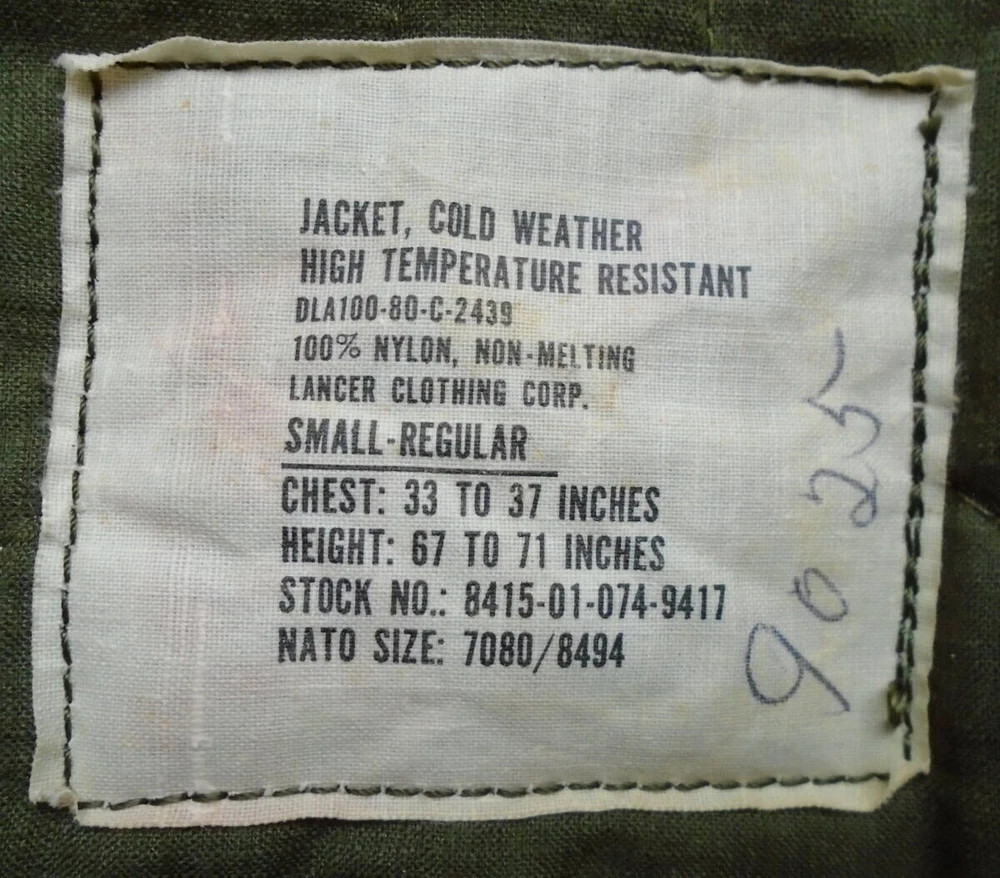 JACKET, COLD WEATHER
HIGH TEMPERATURE RESISTANT
DLA100-80-C-2439
100% NYLON, NON-MELTING
LANCER CLOTHING CORP.
SMALL-REGULAR
CHEST: 33 TO 37 INCHES
HEIGHT: 67 TO 71 INCHES
STOCK NO.: 8415-01-074-9417
NATO SIZE: 7080/8494
9025